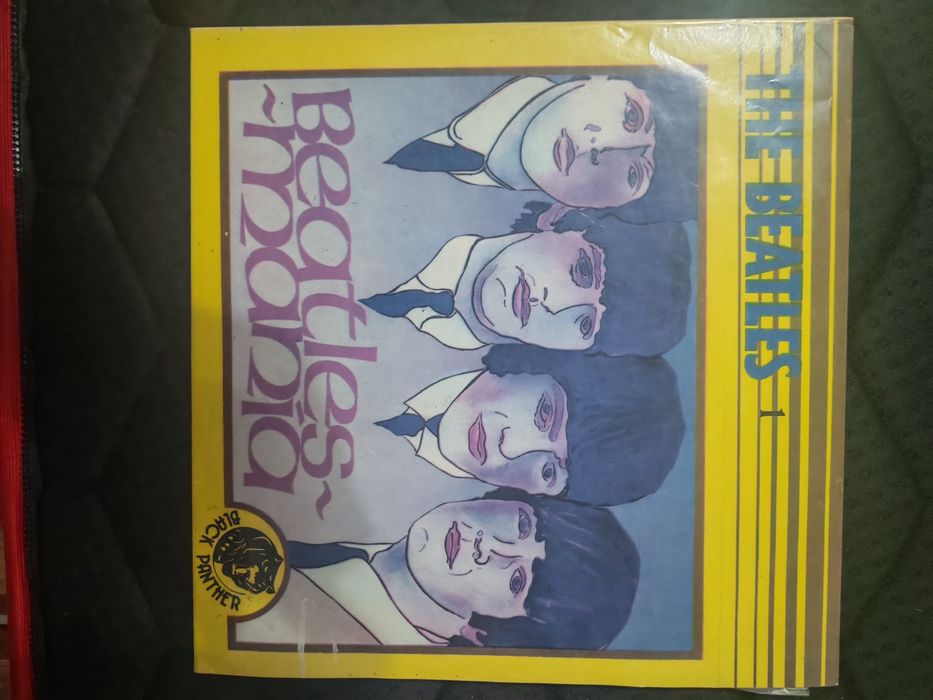 THE BEATLES 1
Beatles~
~mania
BLACK PANTHER